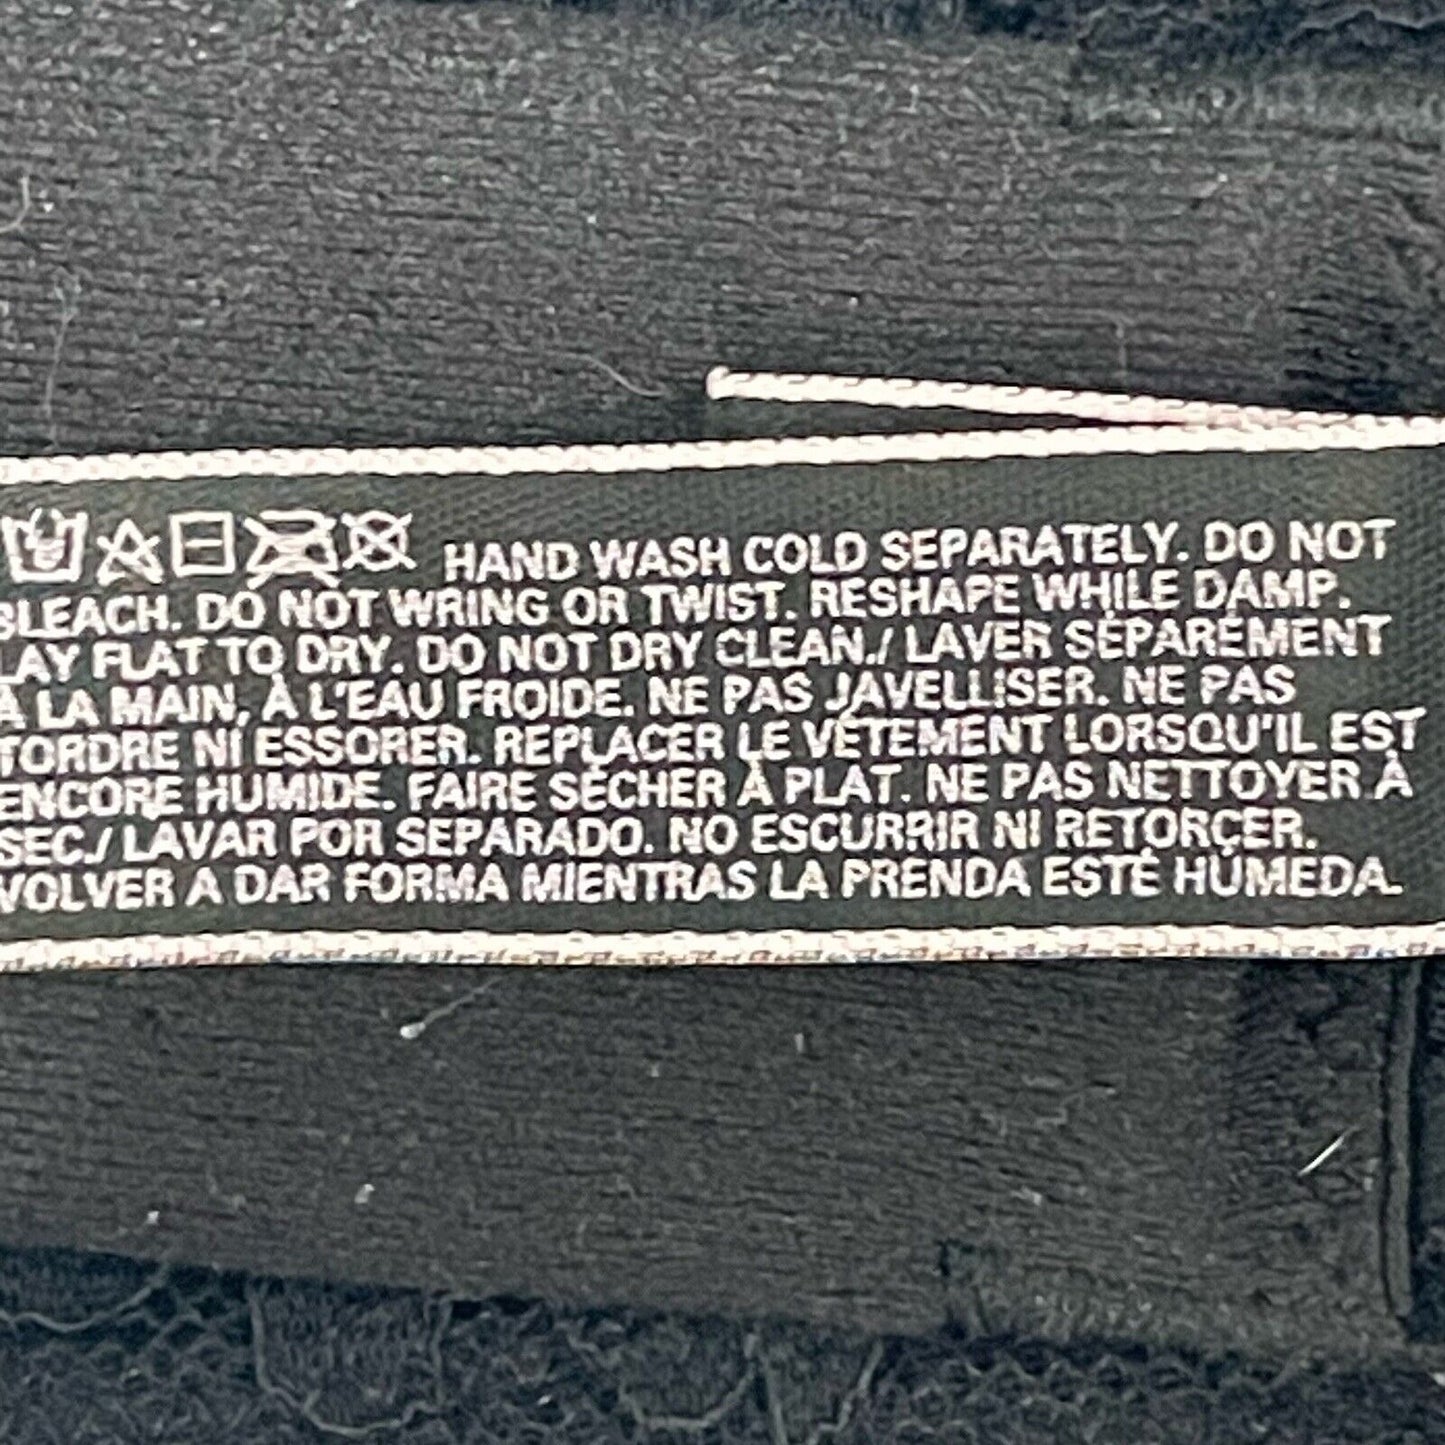 HAND WASH COLD SEPARATELY. DO NOT
BLEACH. DO NOT WRING OR TWIST. RESHAPE WHILE DAMP.
LAY FLAT TO DRY. DO NOT DRY CLEAN./ LAVER SÉPARÉMENT
À LA MAIN, À L'EAU FROIDE. NE PAS JAVELLISER. NE PAS
TORDRE NI ESSORER. REPLACER LE VÊTEMENT LORSQU'IL EST
ENCORE HUMIDE. FAIRE SÉCHER À PLAT. NE PAS NETTOYER À
SEC./ LAVAR POR SEPARADO. NO ESCURRIR NI RETORCER.
VOLVER A DAR FORMA MIENTRAS LA PRENDA ESTÉ HÚMEDA.